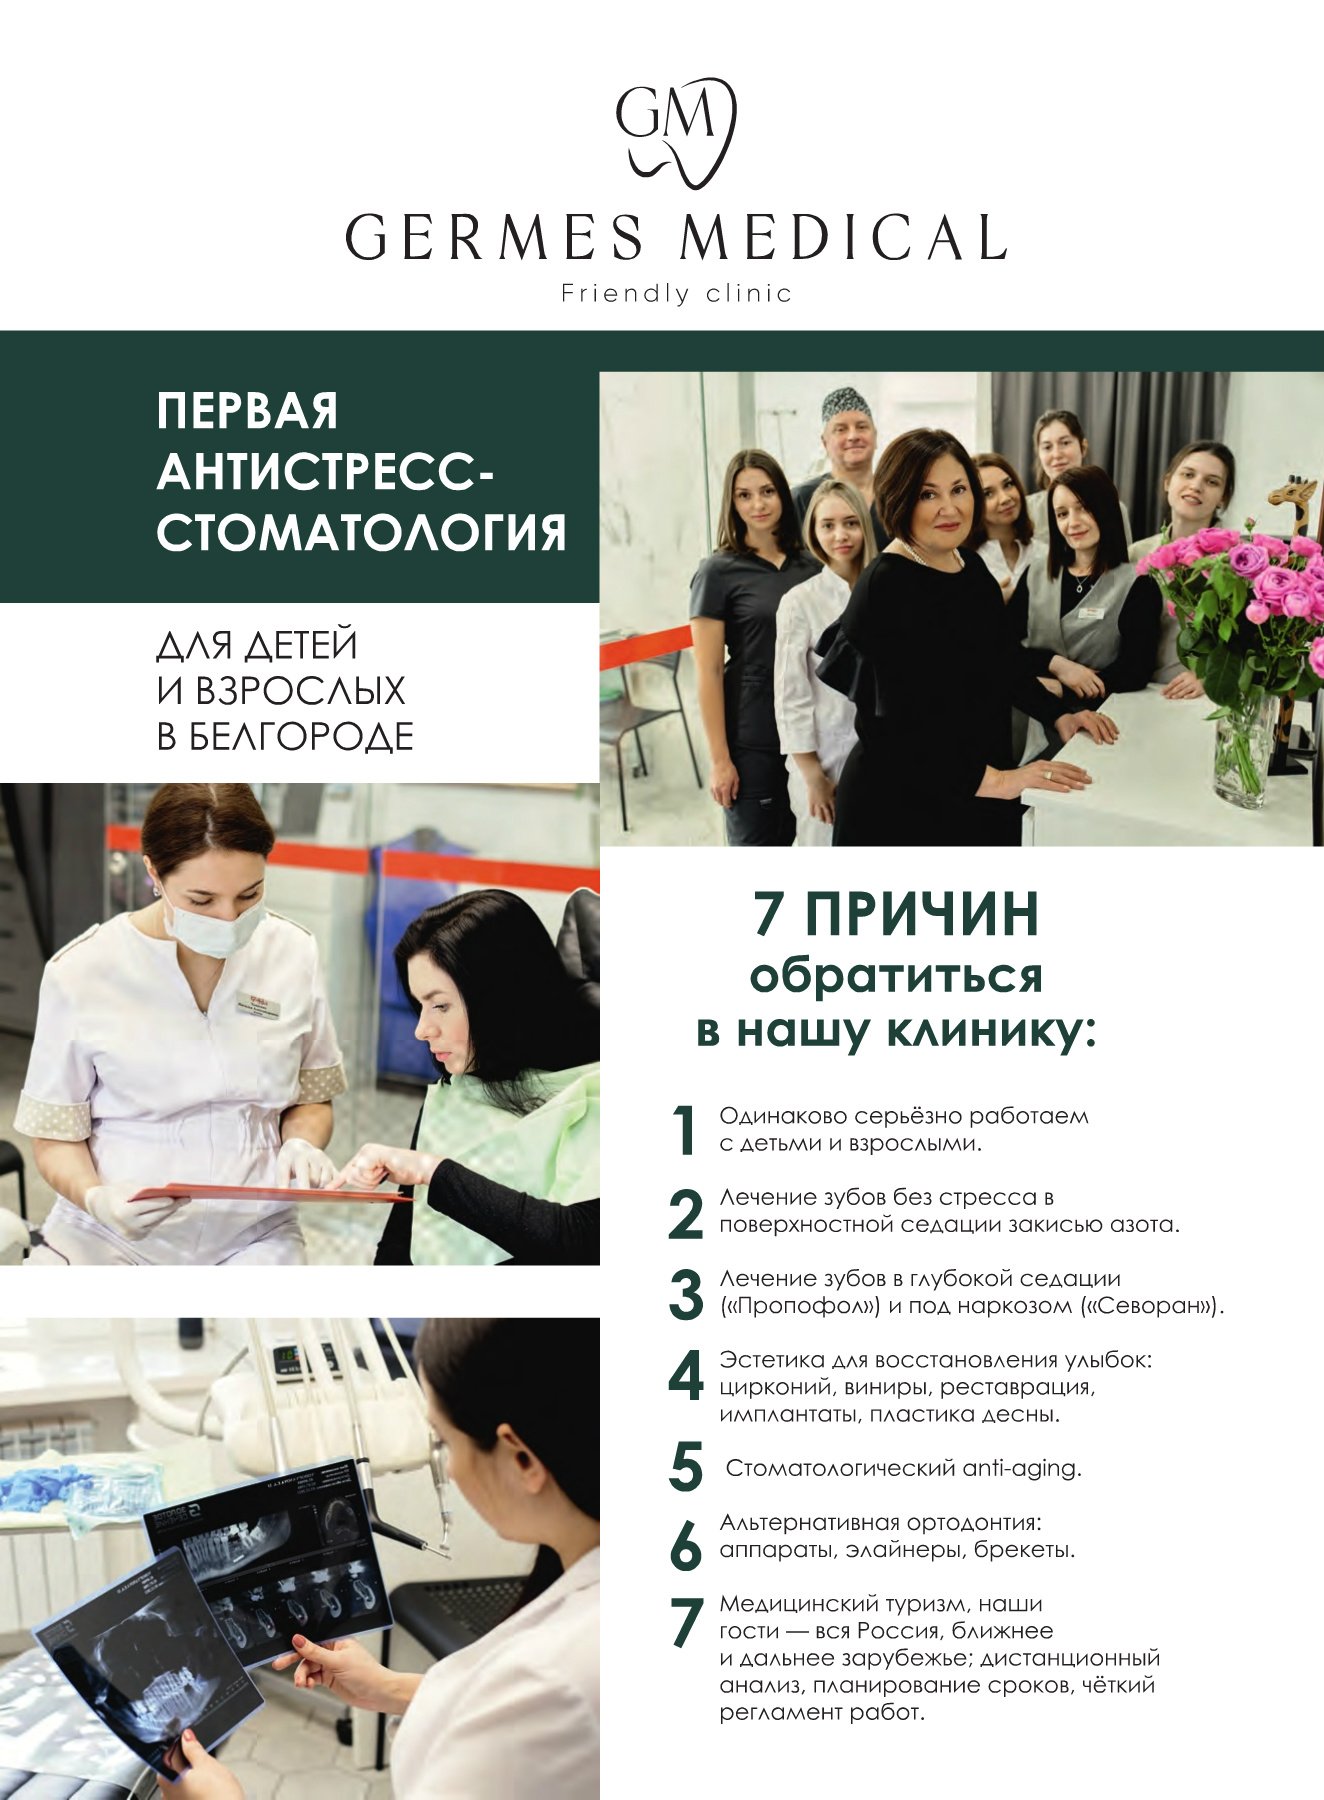 GM
GERMES MEDICAL
Friendly clinic
ПЕРВАЯ
АНТИСТРЕСС-
СТОМАТОЛОГИЯ
ДЛЯ ДЕТЕЙ
И ВЗРОСЛЫХ
В БЕЛГОРОДЕ
7 ПРИЧИН
обратиться
в нашу клинику:
1 Одинаково серьёзно работаем
с детьми и взрослыми.
2 Лечение зубов без стресса в
поверхностной седации закисью азота.
3 Лечение зубов в глубокой седации
(«Пропофол») и под наркозом («Севоран»).
4 Эстетика для восстановления улыбок:
цирконий, виниры, реставрация,
имплантаты, пластика десны.
5 Стоматологический anti-aging.
6 Альтернативная ортодонтия:
аппараты, элайнеры, брекеты.
7 Медицинский туризм, наши
гости — вся Россия, ближнее
и дальнее зарубежье; дистанционный
анализ, планирование сроков, чёткий
регламент работ.